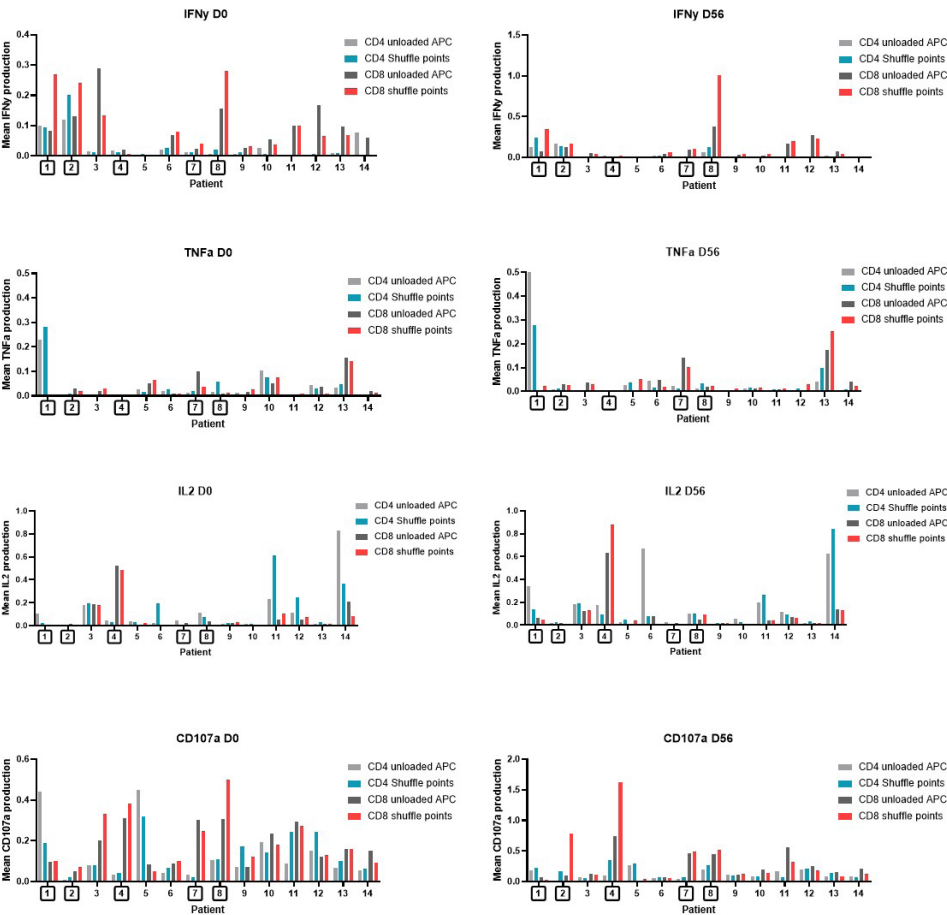 IFNy D0
Mean IFNy production
0.4
0.3
0.2
0.1
0.0
1 2 3 4 5 6 7 8 9 10 11 12 13 14
Patient
CD4 unloaded APC
CD4 Shuffle points
CD8 unloaded APC
CD8 shuffle points
IFNy D56
Mean IFNy production
1.5
1.0
0.5
0.0
1 2 3 4 5 6 7 8 9 10 11 12 13 14
Patient
CD4 unloaded APC
CD4 Shuffle points
CD8 unloaded APC
CD8 shuffle points
TNFa D0
Mean TNFa production
0.5
0.4
0.3
0.2
0.1
0.0
1 2 3 4 5 6 7 8 9 10 11 12 13 14
Patient
CD4 unloaded APC
CD4 Shuffle points
CD8 unloaded APC
CD8 shuffle points
TNFa D56
Mean TNFa production
0.5
0.4
0.3
0.2
0.1
0.0
1 2 3 4 5 6 7 8 9 10 11 12 13 14
Patient
CD4 unloaded APC
CD4 Shuffle points
CD8 unloaded APC
CD8 shuffle points
IL2 D0
Mean IL2 production
1.0
0.8
0.6
0.4
0.2
0.0
1 2 3 4 5 6 7 8 9 10 11 12 13 14
Patient
CD4 unloaded APC
CD4 Shuffle points
CD8 unloaded APC
CD8 shuffle points
IL2 D56
Mean IL2 production
1.0
0.8
0.6
0.4
0.2
0.0
1 2 3 4 5 6 7 8 9 10 11 12 13 14
Patient
CD4 unloaded APC
CD4 Shuffle points
CD8 unloaded APC
CD8 shuffle points
CD107a D0
Mean CD107a production
0.6
0.4
0.2
0.0
1 2 3 4 5 6 7 8 9 10 11 12 13 14
Patient
CD4 unloaded APC
CD4 Shuffle points
CD8 unloaded APC
CD8 shuffle points
CD107a D56
Mean CD107a production
2.0
1.5
1.0
0.5
0.0
1 2 3 4 5 6 7 8 9 10 11 12 13 14
Patient
CD4 unloaded APC
CD4 Shuffle points
CD8 unloaded APC
CD8 shuffle points